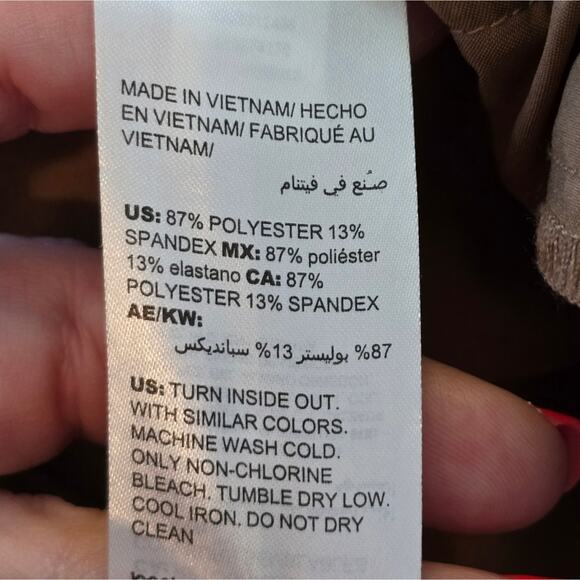 MADE IN VIETNAM/ HECHO
EN VIETNAM/ FABRIQUÉ AU
VIETNAM/
صُنع في فيتنام
US: 87% POLYESTER 13%
SPANDEX MX: 87% poliéster
13% elastano CA: 87%
POLYESTER 13% SPANDEX
AE/KW:
87% بوليستر 13% سبانديكس
US: TURN INSIDE OUT.
WITH SIMILAR COLORS.
MACHINE WASH COLD.
ONLY NON-CHLORINE
BLEACH. TUMBLE DRY LOW.
COOL IRON. DO NOT DRY
CLEAN